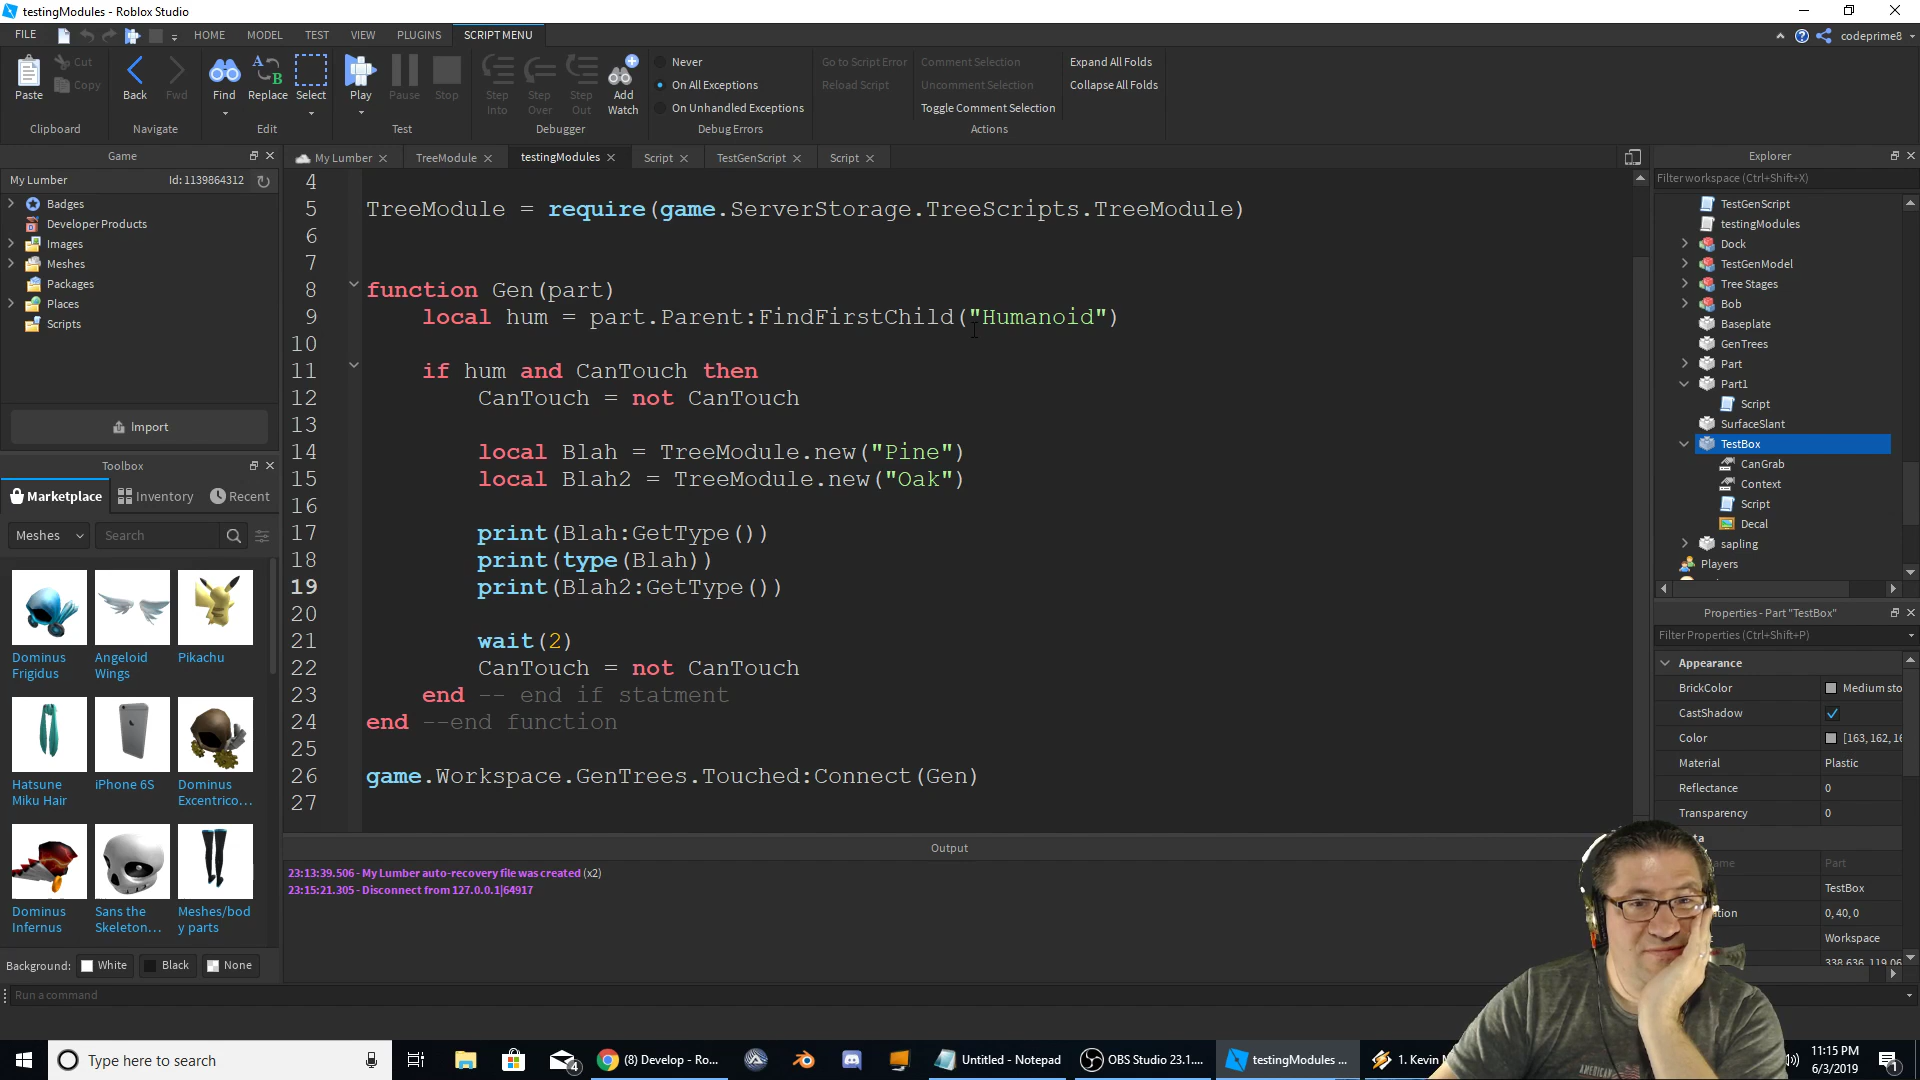 testingModules - Roblox Studio
FILE
HOME
MODEL
TEST
VIEW
PLUGINS
SCRIPT MENU
codeprime8
Paste
Cut
Copy
Back
Fwd
Find
Replace
Select
Play
Pause
Stop
Step Into
Step Over
Step Out
Add Watch
Never
On All Exceptions
On Unhandled Exceptions
Go to Script Error
Reload Script
Comment Selection
Uncomment Selection
Toggle Comment Selection
Expand All Folds
Collapse All Folds
Clipboard
Navigate
Edit
Test
Debugger
Debug Errors
Actions
Game
My Lumber
Id: 1139864312
Badges
Developer Products
Images
Meshes
Packages
Places
Scripts
Import
Toolbox
Marketplace
Inventory
Recent
Meshes
Search
Dominus Frigidus
Angeloid Wings
Pikachu
Hatsune Miku Hair
iPhone 6S
Dominus Excentrico...
Dominus Infernus
Sans the Skeleton...
Meshes/body parts
Background:
White
Black
None
Run a command
My Lumber
TreeModule
testingModules
Script
TestGenScript
Script
4
5 TreeModule = require(game.ServerStorage.TreeScripts.TreeModule)
6
7
8 function Gen(part)
9 local hum = part.Parent:FindFirstChild("Humanoid")
10
11 if hum and CanTouch then
12 CanTouch = not CanTouch
13
14 local Blah = TreeModule.new("Pine")
15 local Blah2 = TreeModule.new("Oak")
16
17 print(Blah:GetType())
18 print(type(Blah))
19 print(Blah2:GetType())
20
21 wait(2)
22 CanTouch = not CanTouch
23 end -- end if statment
24 end --end function
25
26 game.Workspace.GenTrees.Touched:Connect(Gen)
27
Output
23:13:39.506 - My Lumber auto-recovery file was created (x2)
23:15:21.305 - Disconnect from 127.0.0.1|64917
Explorer
Filter workspace (Ctrl+Shift+X)
TestGenScript
testingModules
Dock
TestGenModel
Tree Stages
Bob
Baseplate
GenTrees
Part
Part1
Script
SurfaceSlant
TestBox
CanGrab
Context
Script
Decal
sapling
Players
Properties - Part "TestBox"
Filter Properties (Ctrl+Shift+P)
Appearance
BrickColor
Medium sto
CastShadow
Color
[163, 162, 16
Material
Plastic
Reflectance
0
Transparency
0
Part
TestBox
0, 40, 0
Workspace
338.636, 119.06
Type here to search
4
(8) Develop - Ro...
Untitled - Notepad
OBS Studio 23.1....
testingModules ...
1. Kevin M
11:15 PM
6/3/2019
1